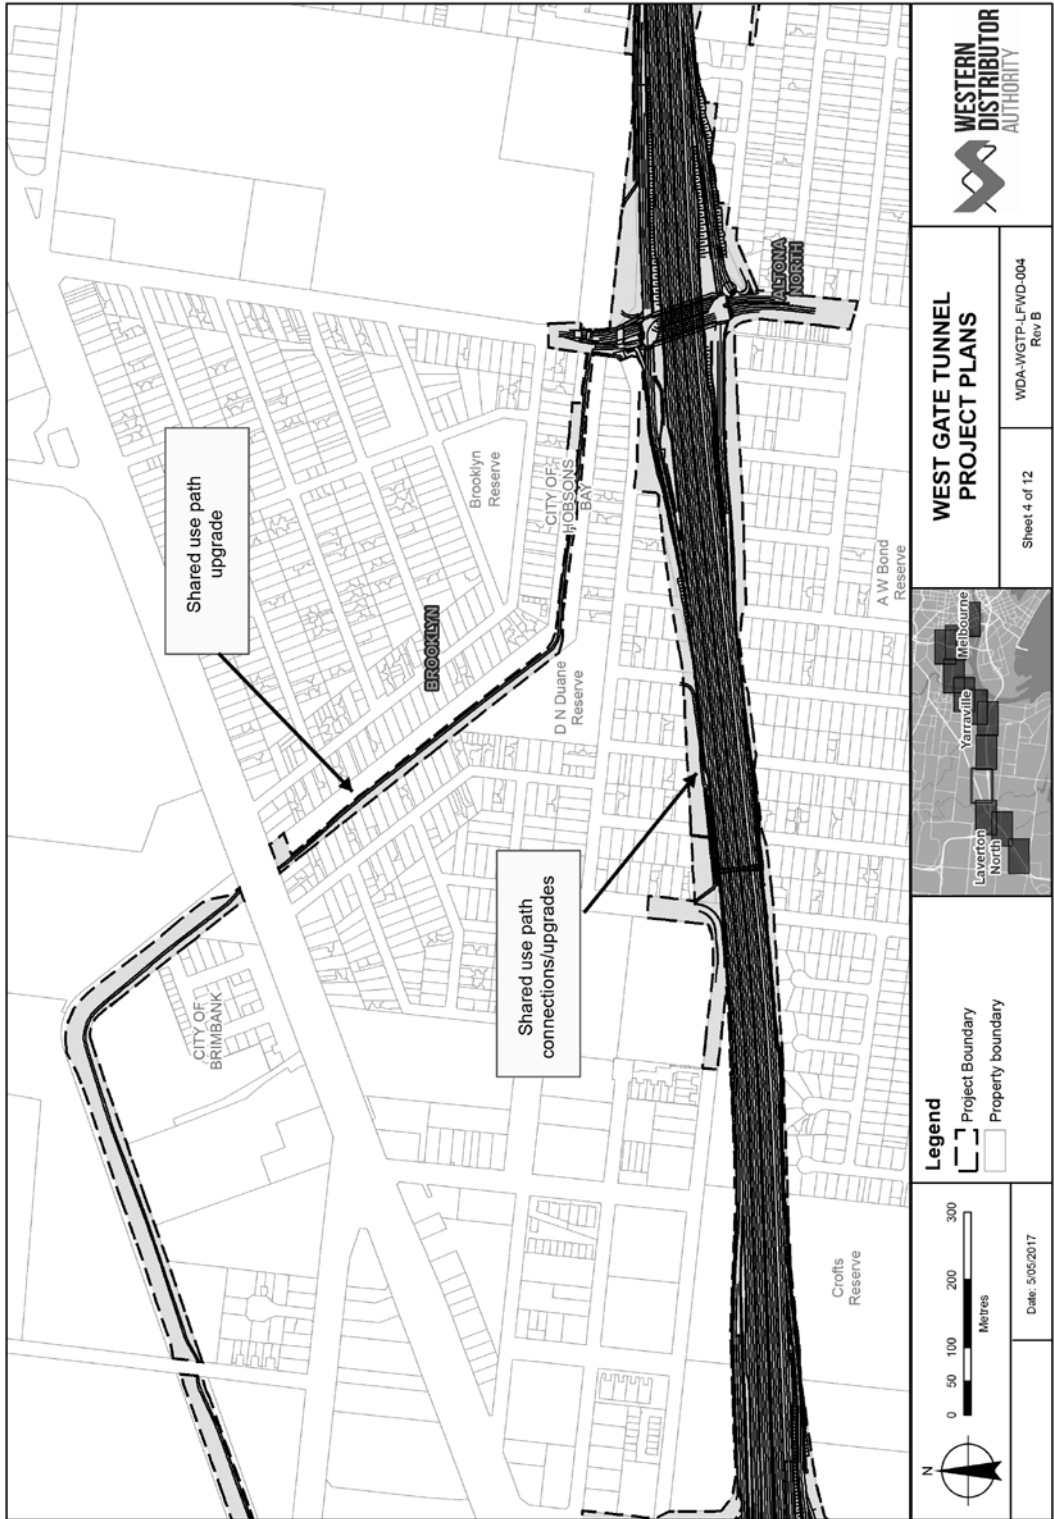 Shared use path
upgrade
Shared use path
connections/upgrades
CITY OF
BRIMBANK
BROOKLYN
Brooklyn
Reserve
CITY OF
HOBSONS
BAY
D N Duane
Reserve
ALTONA
NORTH
A W Bond
Reserve
Crofts
Reserve
N
0 50 100 200 300
Metres
Date: 5/05/2017
Legend
Project Boundary
Property boundary
Laverton
North
Yarraville
Melbourne
WEST GATE TUNNEL
PROJECT PLANS
Sheet 4 of 12
WDA-WGTP-LFWD-004
Rev B
WESTERN
DISTRIBUTOR
AUTHORITY